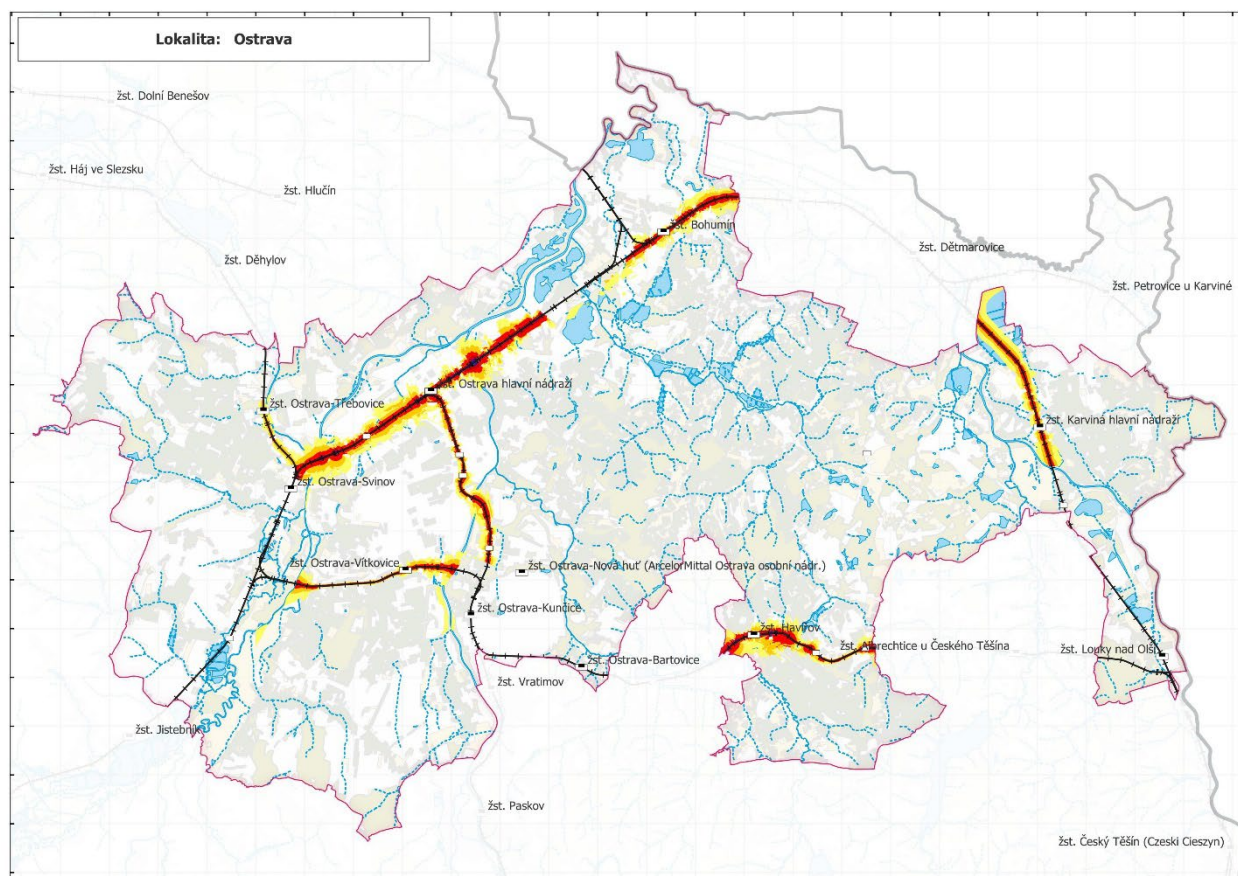 Lokalita: Ostrava
žst. Dolní Benešov
žst. Háj ve Slezsku
žst. Hlučín
žst. Bohumín
žst. Dětmarovice
žst. Děhylov
žst. Petrovice u Karviné
žst. Ostrava hlavní nádraží
žst. Ostrava-Třebovice
žst. Karviná hlavní nádraží
žst. Ostrava-Svinov
žst. Ostrava-Vítkovice
žst. Ostrava-Nová huť (ArcelorMittal Ostrava osobní nádr.)
žst. Ostrava-Kunčice
žst. Havířov
žst. Albrechtice u Českého Těšína
žst. Louky nad Olší
žst. Ostrava-Bartovice
žst. Vratimov
žst. Jistebník
žst. Paskov
žst. Český Těšín (Czeski Cieszyn)